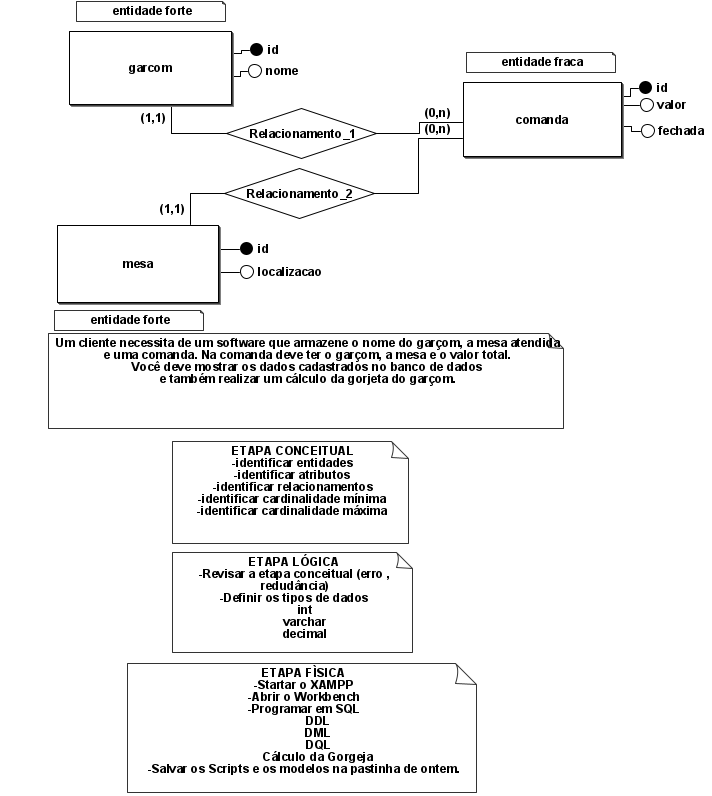 entidade forte
garcom
id
nome
(1,1)
Relacionamento_1
(0,n)
(0,n)
entidade fraca
comanda
id
valor
fechada
Relacionamento_2
(1,1)
mesa
id
localizacao
entidade forte
Um cliente necessita de um software que armazene o nome do garçom, a mesa atendida
e uma comanda. Na comanda deve ter o garçom, a mesa e o valor total.
Você deve mostrar os dados cadastrados no banco de dados
e também realizar um cálculo da gorjeta do garçom.
ETAPA CONCEITUAL
-identificar entidades
-identificar atributos
-identificar relacionamentos
-identificar cardinalidade mínima
-identificar cardinalidade máxima
ETAPA LÓGICA
-Revisar a etapa conceitual (erro ,
redudância)
-Definir os tipos de dados
int
varchar
decimal
ETAPA FÌSICA
-Startar o XAMPP
-Abrir o Workbench
-Programar em SQL
DDL
DML
DQL
Cálculo da Gorgeja
-Salvar os Scripts e os modelos na pastinha de ontem.